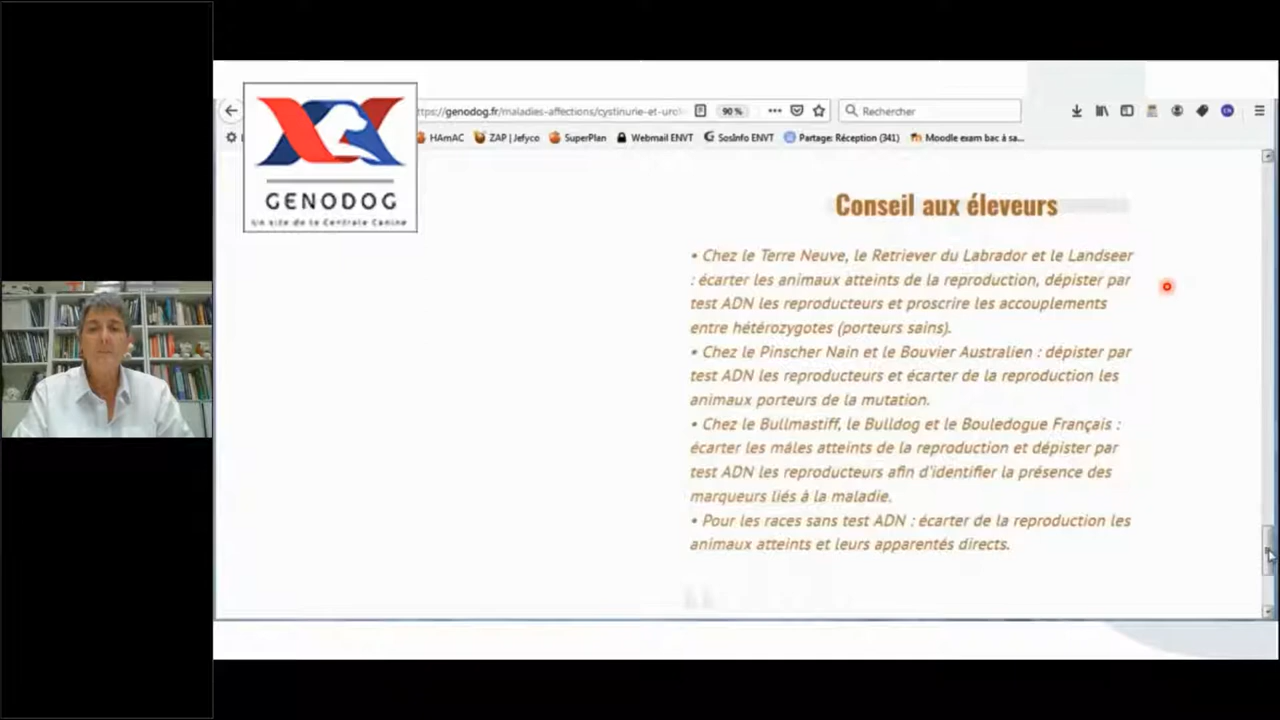 https://genodog.fr/maladies-affections/cystinurie-et-urol
90 %
Rechercher
HAmAC
ZAP | Jefyco
SuperPlan
Webmail ENVT
SosInfo ENVT
Partage: Réception (341)
Moodle exam bac à sa...
GENODOG
Un site de la Centrale Canine
Conseil aux éleveurs
• Chez le Terre Neuve, le Retriever du Labrador et le Landseer
: écarter les animaux atteints de la reproduction, dépister par
test ADN les reproducteurs et proscrire les accouplements
entre hétérozygotes (porteurs sains).
• Chez le Pinscher Nain et le Bouvier Australien : dépister par
test ADN les reproducteurs et écarter de la reproduction les
animaux porteurs de la mutation.
• Chez le Bullmastiff, le Bulldog et le Bouledogue Français :
écarter les mâles atteints de la reproduction et dépister par
test ADN les reproducteurs afin d'identifier la présence des
marqueurs liés à la maladie.
• Pour les races sans test ADN : écarter de la reproduction les
animaux atteints et leurs apparentés directs.